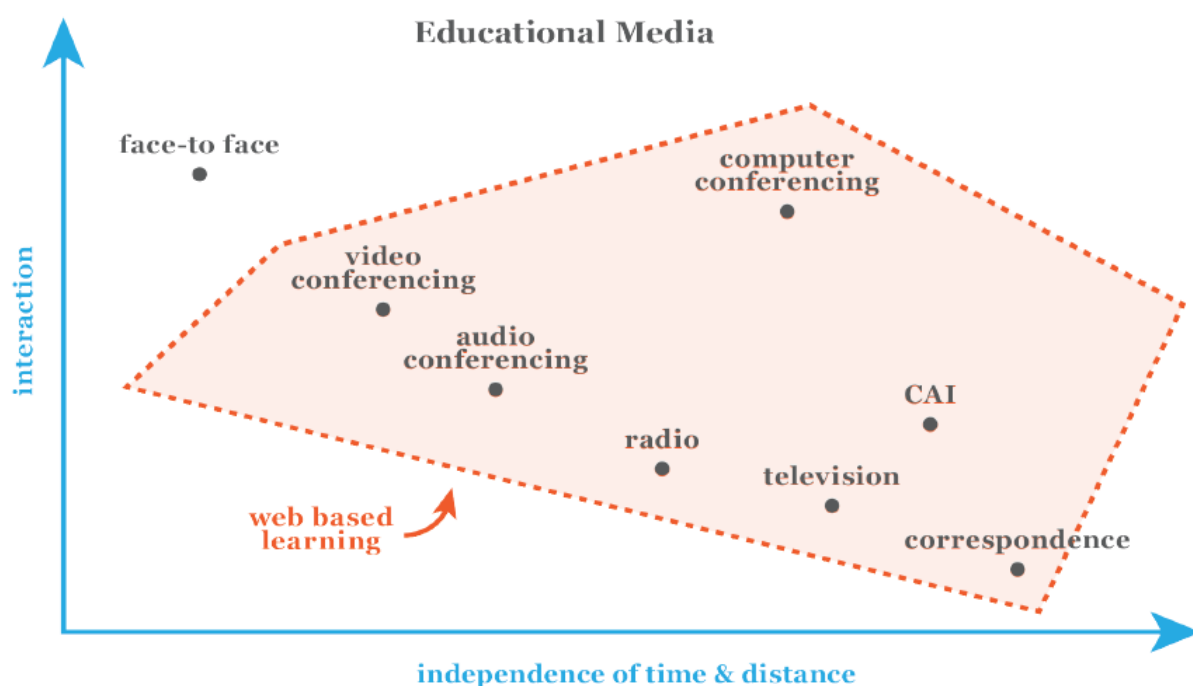 Educational Media
face-to face
computer
conferencing
video
conferencing
audio
conferencing
CAI
radio
television
web based
learning
correspondence
interaction
independence of time & distance